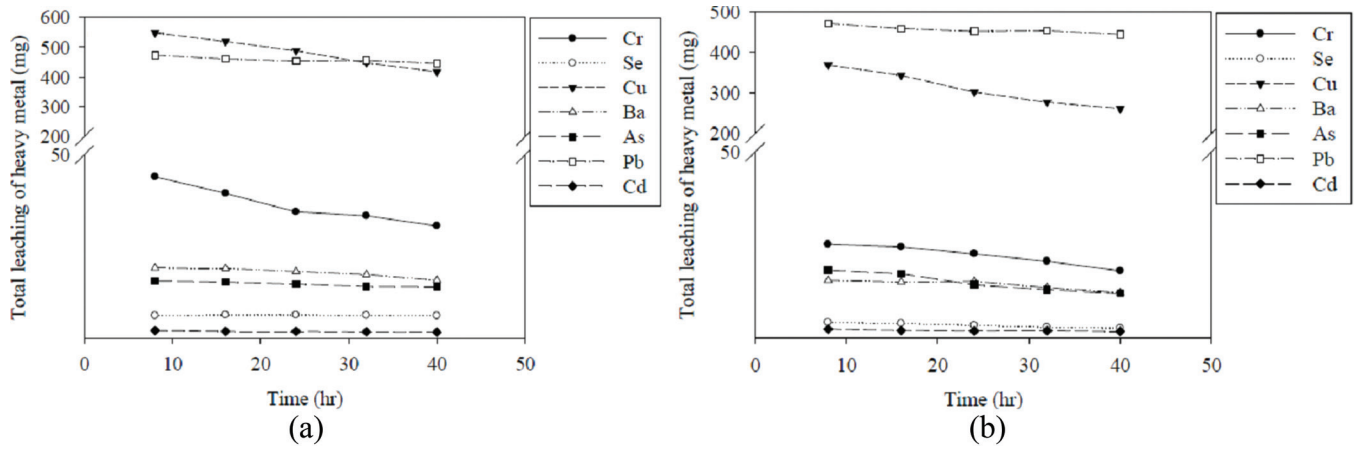 Total leaching of heavy metal (mg)
600
500
400
300
200
50
0
10
20
30
40
50
Time (hr)
Cr
Se
Cu
Ba
As
Pb
Cd
(a)
Total leaching of heavy metal (mg)
500
400
300
200
50
0
10
20
30
40
50
Time (hr)
Cr
Se
Cu
Ba
As
Pb
Cd
(b)